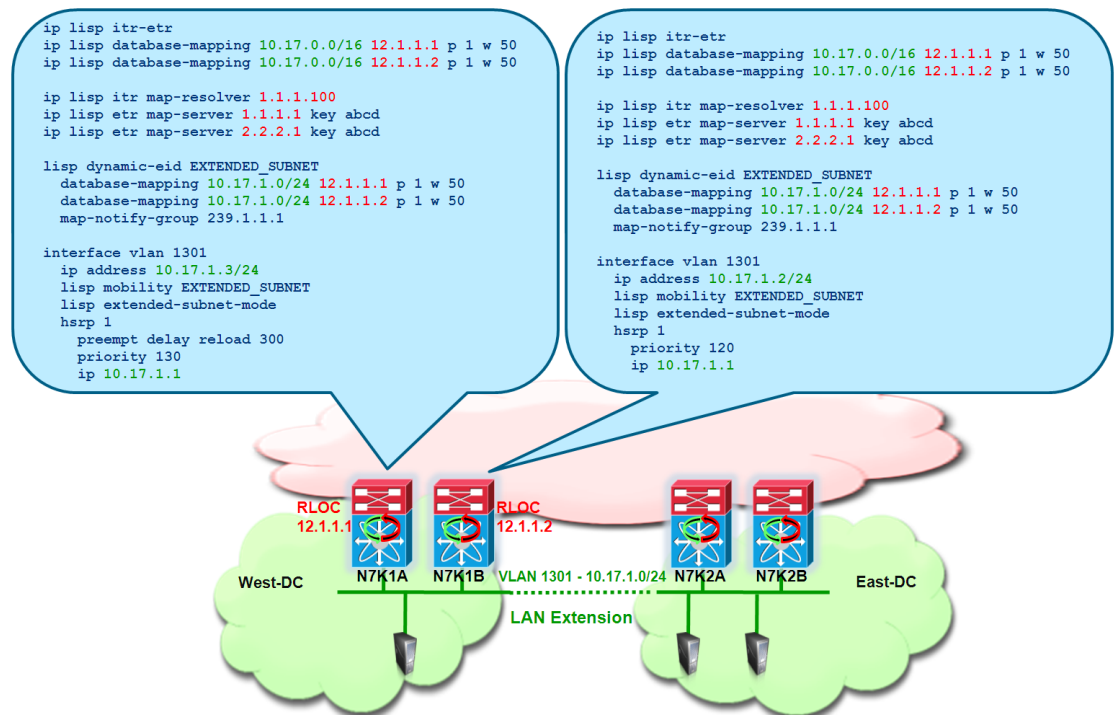 ip lisp itr-etr
ip lisp database-mapping 10.17.0.0/16 12.1.1.1 p 1 w 50
ip lisp database-mapping 10.17.0.0/16 12.1.1.2 p 1 w 50
ip lisp itr map-resolver 1.1.1.100
ip lisp etr map-server 1.1.1.1 key abcd
ip lisp etr map-server 2.2.2.1 key abcd
lisp dynamic-eid EXTENDED_SUBNET
database-mapping 10.17.1.0/24 12.1.1.1 p 1 w 50
database-mapping 10.17.1.0/24 12.1.1.2 p 1 w 50
map-notify-group 239.1.1.1
interface vlan 1301
ip address 10.17.1.3/24
lisp mobility EXTENDED_SUBNET
lisp extended-subnet-mode
hsrp 1
preempt delay reload 300
priority 130
ip 10.17.1.1
ip lisp itr-etr
ip lisp database-mapping 10.17.0.0/16 12.1.1.1 p 1 w 50
ip lisp database-mapping 10.17.0.0/16 12.1.1.2 p 1 w 50
ip lisp itr map-resolver 1.1.1.100
ip lisp etr map-server 1.1.1.1 key abcd
ip lisp etr map-server 2.2.2.1 key abcd
lisp dynamic-eid EXTENDED_SUBNET
database-mapping 10.17.1.0/24 12.1.1.1 p 1 w 50
database-mapping 10.17.1.0/24 12.1.1.2 p 1 w 50
map-notify-group 239.1.1.1
interface vlan 1301
ip address 10.17.1.2/24
lisp mobility EXTENDED_SUBNET
lisp extended-subnet-mode
hsrp 1
priority 120
ip 10.17.1.1
RLOC
12.1.1.1
RLOC
12.1.1.2
West-DC
N7K1A
N7K1B
VLAN 1301 - 10.17.1.0/24
N7K2A
N7K2B
East-DC
LAN Extension